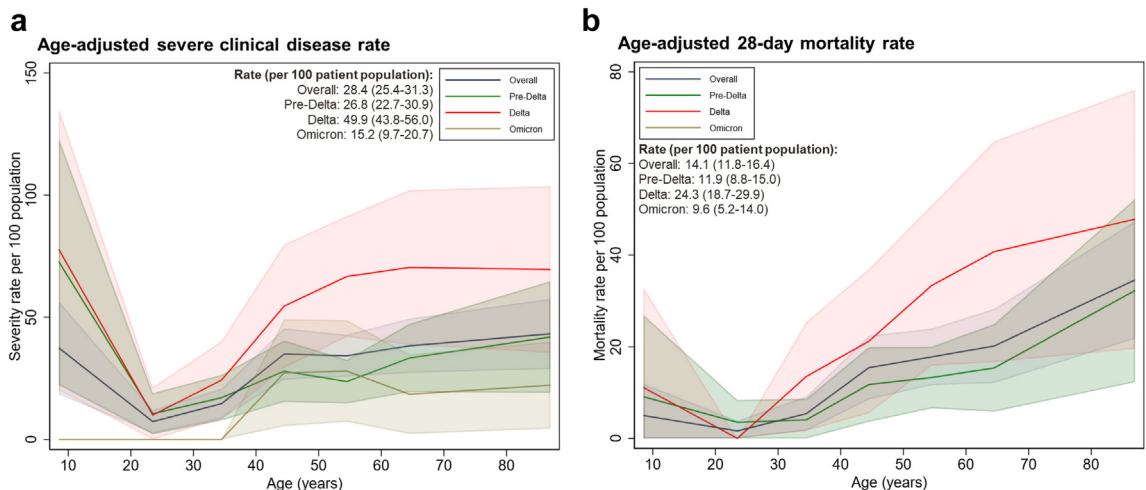 a
Age-adjusted severe clinical disease rate
Rate (per 100 patient population):
Overall: 28.4 (25.4-31.3)
Pre-Delta: 26.8 (22.7-30.9)
Delta: 49.9 (43.8-56.0)
Omicron: 15.2 (9.7-20.7)
Overall
Pre-Delta
Delta
Omicron
Severity rate per 100 population
150
100
50
0
10 20 30 40 50 60 70 80
Age (years)
b
Age-adjusted 28-day mortality rate
Overall
Pre-Delta
Delta
Omicron
Rate (per 100 patient population):
Overall: 14.1 (11.8-16.4)
Pre-Delta: 11.9 (8.8-15.0)
Delta: 24.3 (18.7-29.9)
Omicron: 9.6 (5.2-14.0)
Mortality rate per 100 population
80
60
40
20
0
10 20 30 40 50 60 70 80
Age (years)